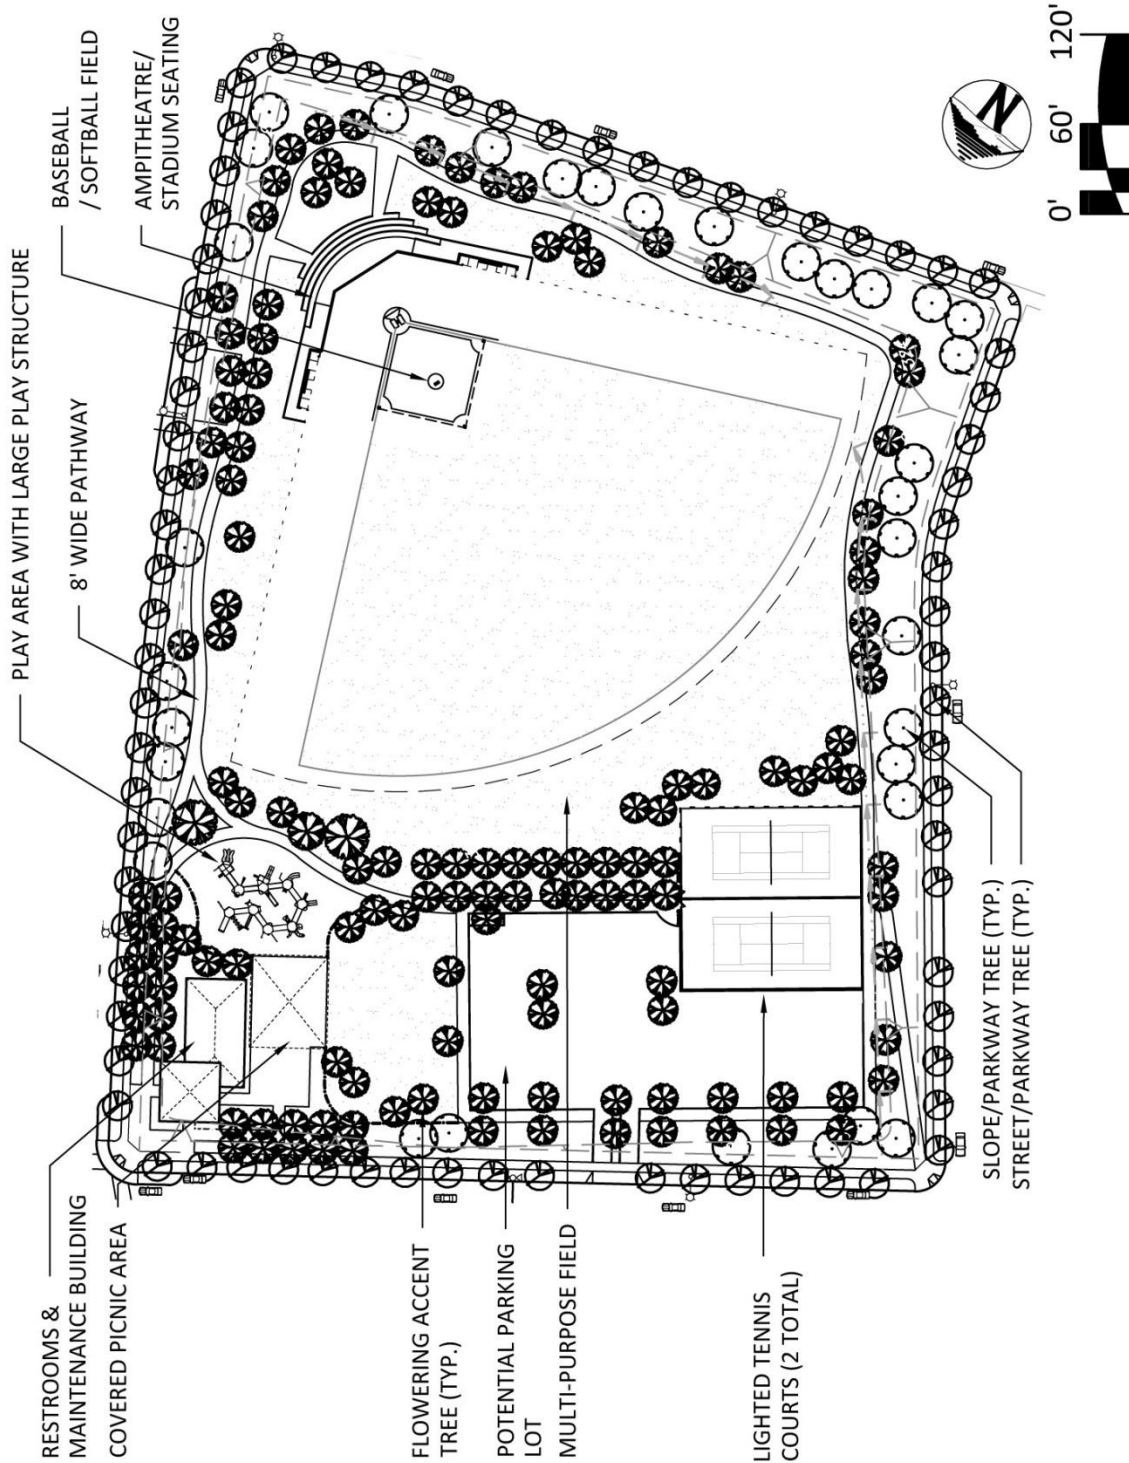 RESTROOMS &
MAINTENANCE BUILDING
COVERED PICNIC AREA
FLOWERING ACCENT
TREE (TYP.)
POTENTIAL PARKING
LOT
MULTI-PURPOSE FIELD
LIGHTED TENNIS
COURTS (2 TOTAL)
PLAY AREA WITH LARGE PLAY STRUCTURE
8' WIDE PATHWAY
BASEBALL
/ SOFTBALL FIELD
AMPITHEATRE/
STADIUM SEATING
SLOPE/PARKWAY TREE (TYP.)
STREET/PARKWAY TREE (TYP.)
N
0' 60' 120'